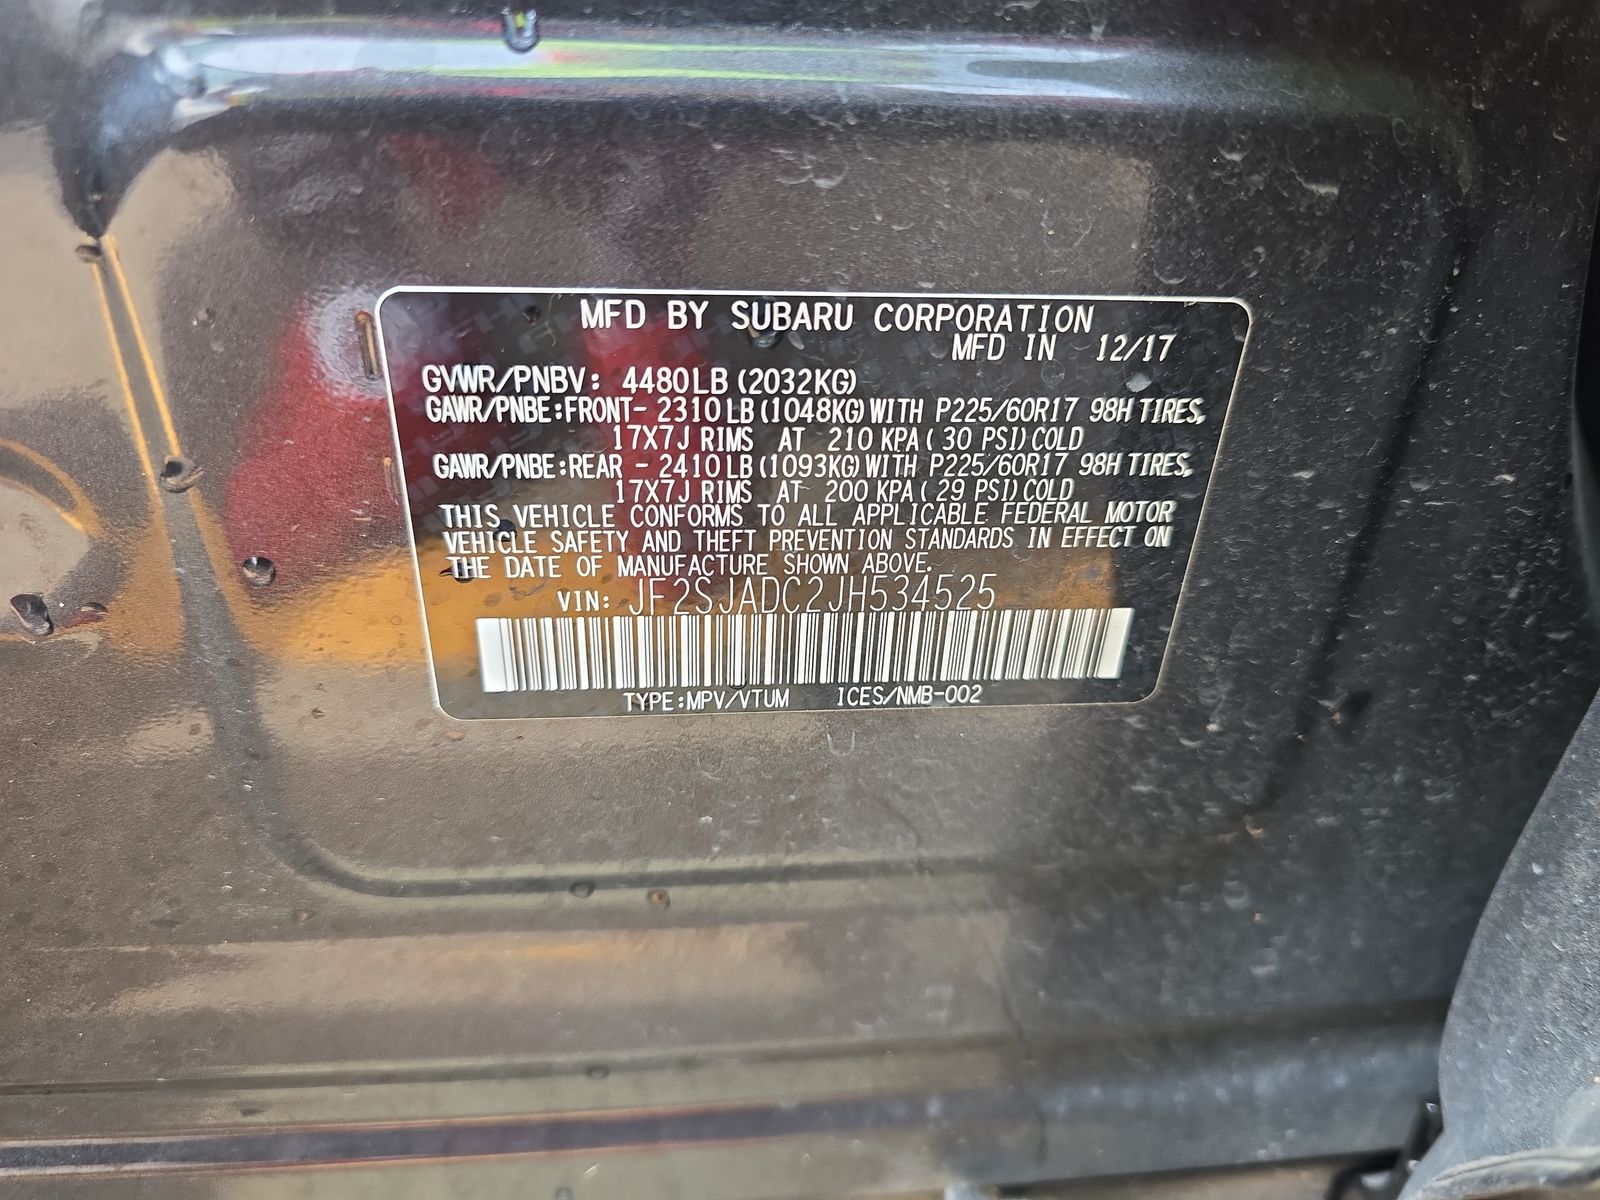 MFD BY SUBARU CORPORATION
MFD IN 12/17
GVWR/PNBV: 4480LB(2032KG)
GAWR/PNBE:FRONT- 2310LB(1048KG)WITH P225/60R17 98H TIRES,
17X7J RIMS AT 210 KPA( 30 PSI)COLD
GAWR/PNBE:REAR - 2410LB(1093KG)WITH P225/60R17 98H TIRES,
17X7J RIMS AT 200 KPA( 29 PSI)COLD
THIS VEHICLE CONFORMS TO ALL APPLICABLE FEDERAL MOTOR
VEHICLE SAFETY AND THEFT PREVENTION STANDARDS IN EFFECT ON
THE DATE OF MANUFACTURE SHOWN ABOVE.
VIN: JF2SJADC2JH534525
TYPE:MPV/VTUM ICES/NMB-002